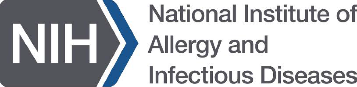 NIH
National Institute of
Allergy and
Infectious Diseases